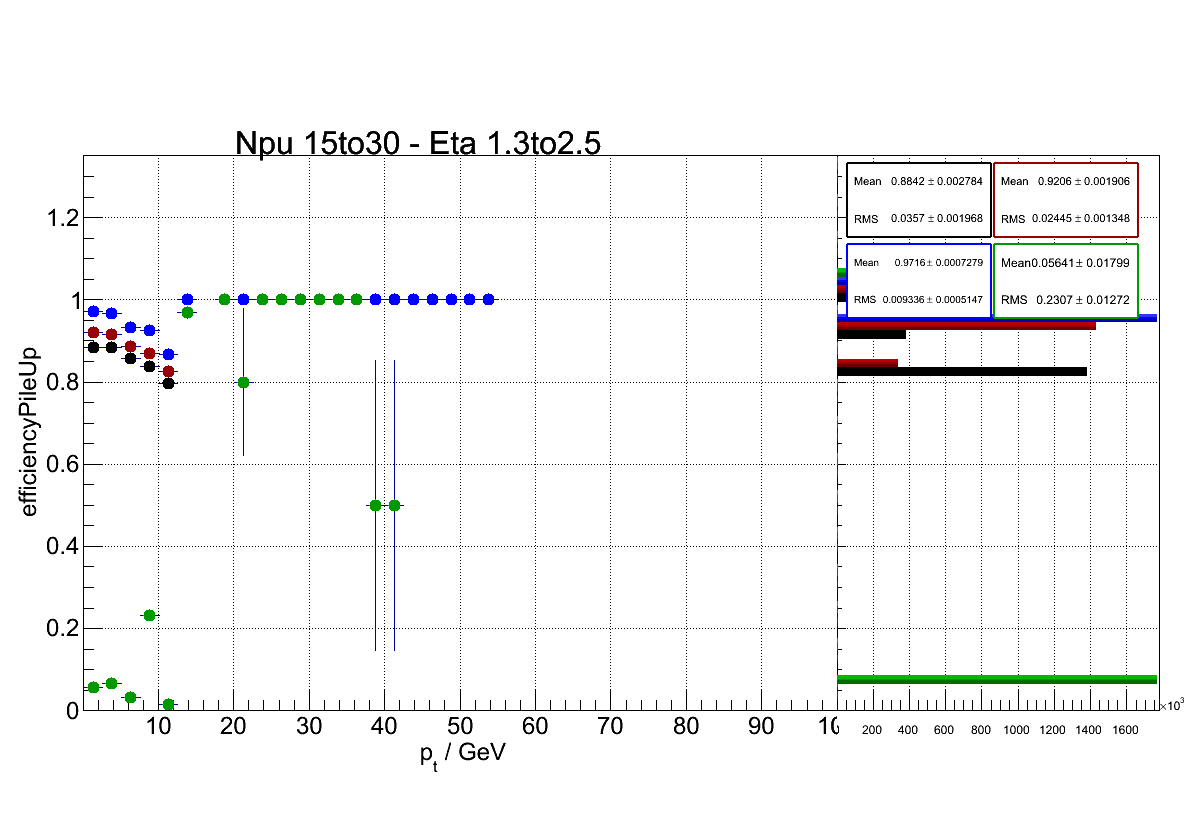 Npu 15to30 - Eta 1.3to2.5
efficiencyPileUp
1.2
1
0.8
0.6
0.4
0.2
0
10 20 30 40 50 60 70 80 90
p_t / GeV
Mean 0.8842 ± 0.002784
RMS 0.0357 ± 0.001968
Mean 0.9206 ± 0.001906
RMS 0.02445 ± 0.001348
Mean 0.9716 ± 0.0007279
RMS 0.009336 ± 0.0005147
Mean 0.05641 ± 0.01799
RMS 0.2307 ± 0.01272
200 400 600 800 1000 1200 1400 1600
×10³